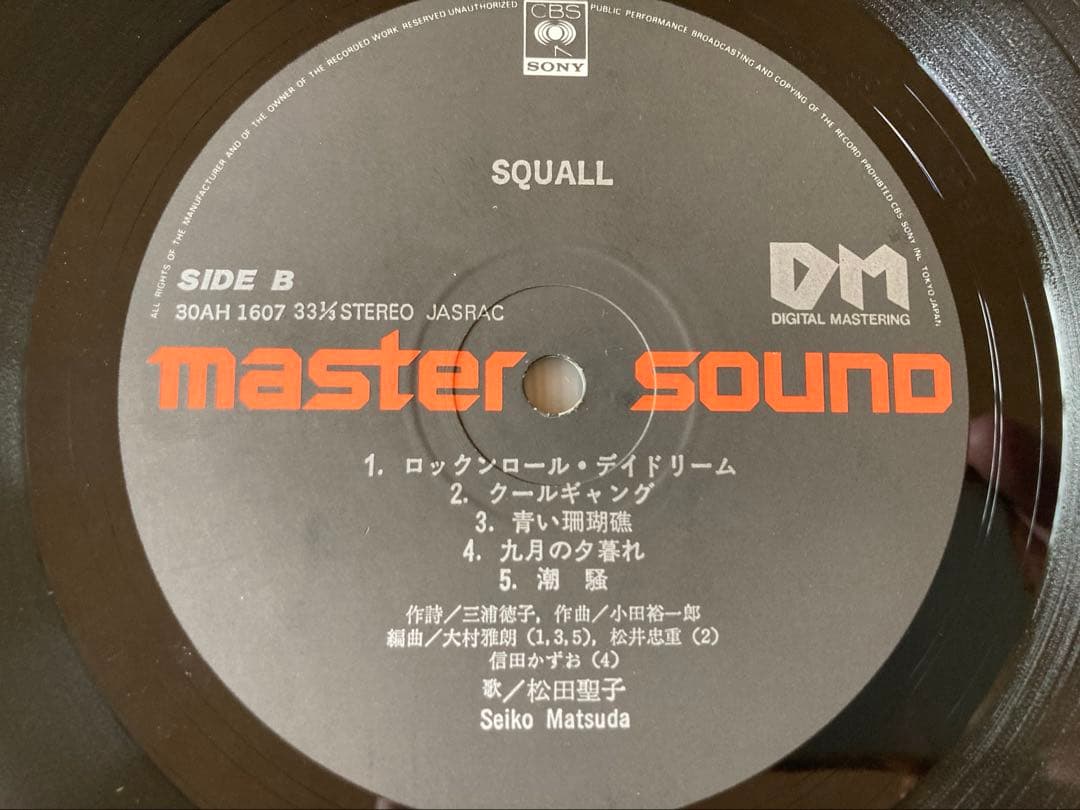 ALL RIGHTS OF THE MANUFACTURER AND OF THE OWNER OF THE RECORDED WORK RESERVED UNAUTHORIZED PUBLIC PERFORMANCE BROADCASTING AND COPYING OF THE RECORD PROHIBITED CBS SONY INC. TOKYO JAPAN.
CBS
SONY
SQUALL
SIDE B
30AH 1607 33⅓ STEREO JASRAC
DM
DIGITAL MASTERING
master sound
1. ロックンロール・デイドリーム
2. クールギャング
3. 青い珊瑚礁
4. 九月の夕暮れ
5. 潮 騒
作詩／三浦徳子, 作曲／小田裕一郎
編曲／大村雅朗 (1,3,5), 松井忠重 (2)
信田かずお (4)
歌／松田聖子
Seiko Matsuda